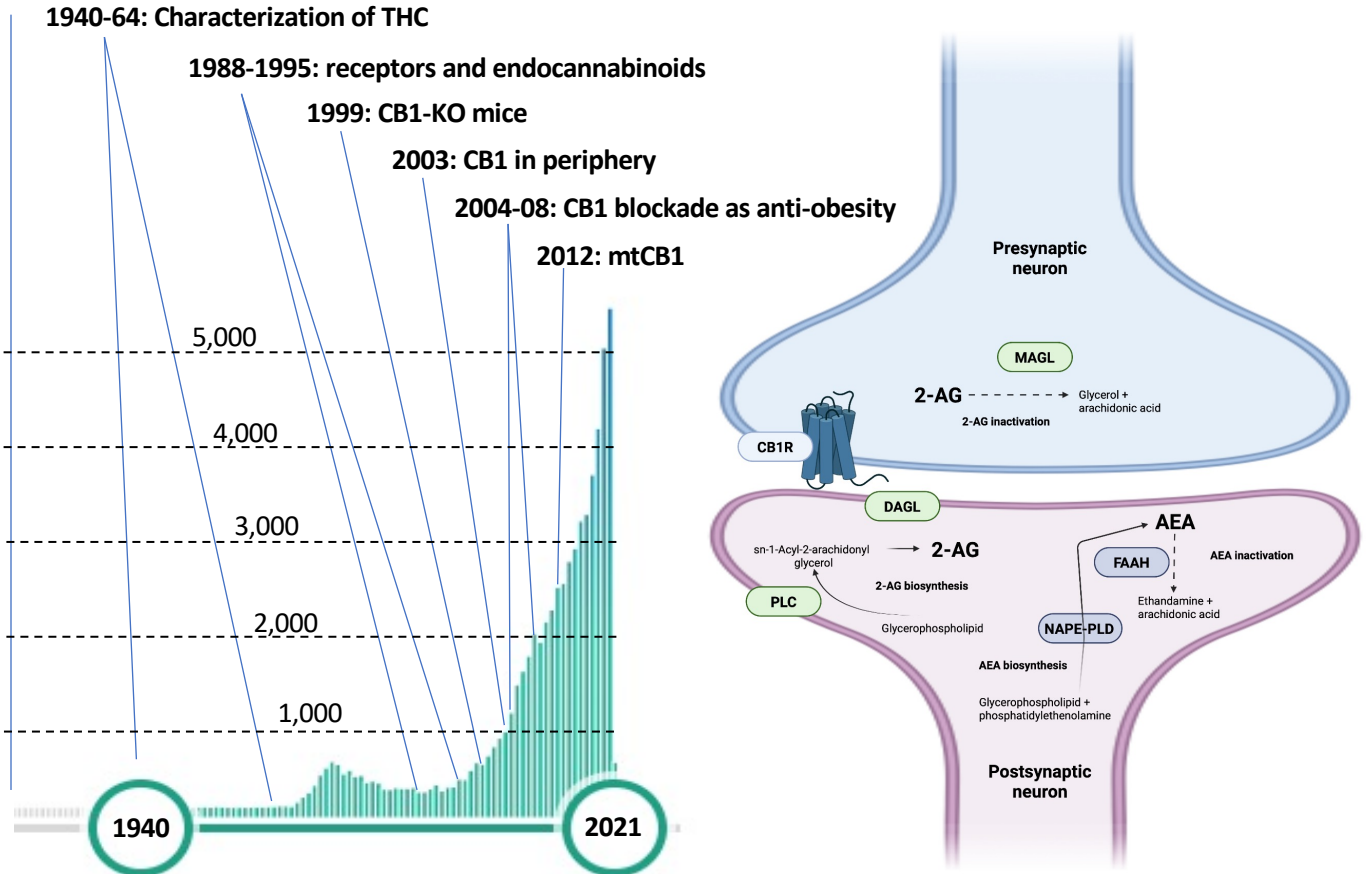 1940-64: Characterization of THC
1988-1995: receptors and endocannabinoids
1999: CB1-KO mice
2003: CB1 in periphery
2004-08: CB1 blockade as anti-obesity
2012: mtCB1
5,000
4,000
3,000
2,000
1,000
1940
2021
Presynaptic
neuron
MAGL
2-AG
Glycerol +
arachidonic acid
2-AG inactivation
CB1R
DAGL
AEA
sn-1-Acyl-2-arachidonyl
glycerol
2-AG
FAAH
AEA inactivation
2-AG biosynthesis
PLC
Ethandamine +
arachidonic acid
Glycerophospholipid
NAPE-PLD
AEA biosynthesis
Glycerophospholipid +
phosphatidylethenolamine
Postsynaptic
neuron